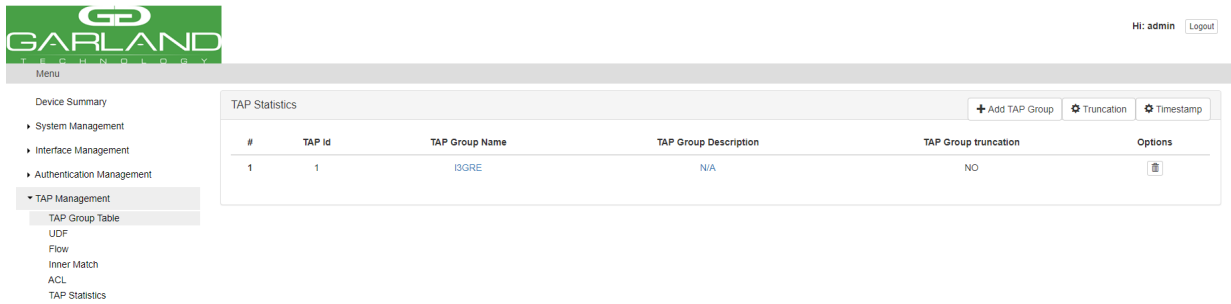 GARLAND
TECHNOLOGY
Hi: admin Logout
Menu
Device Summary
System Management
Interface Management
Authentication Management
TAP Management
TAP Group Table
UDF
Flow
Inner Match
ACL
TAP Statistics
TAP Statistics
Add TAP Group Truncation Timestamp
# TAP Id TAP Group Name TAP Group Description TAP Group truncation Options
1 1 l3GRE N/A NO